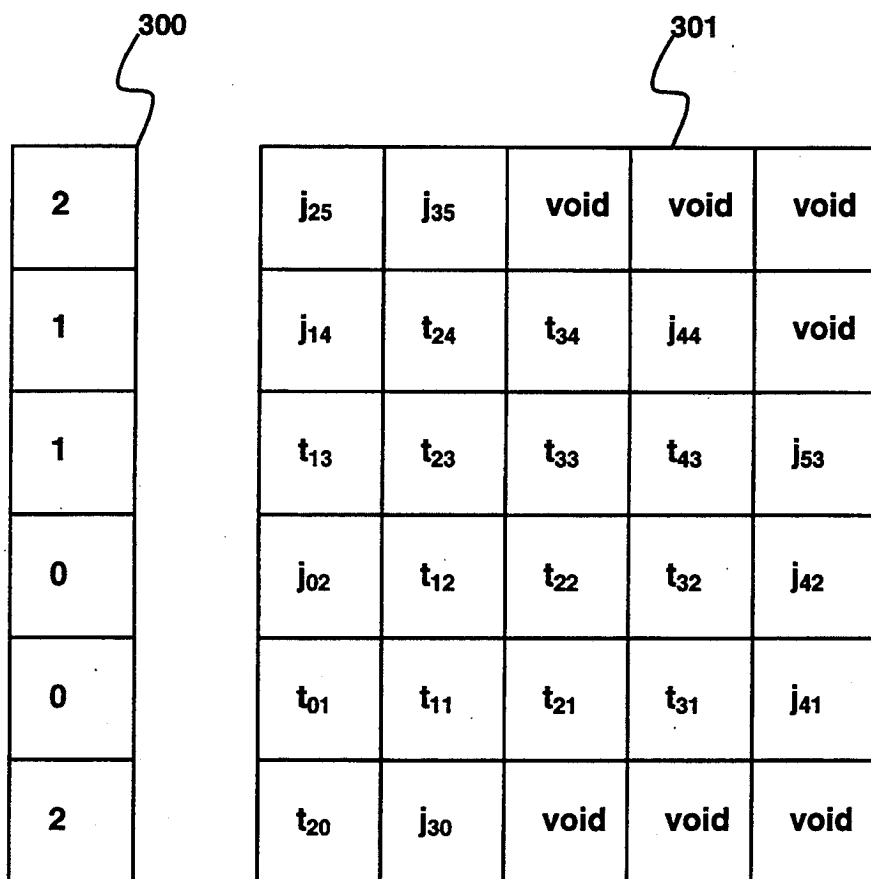 300 301
2 j25 j35 void void void
1 j14 t24 t34 j44 void
1 t13 t23 t33 t43 j53
0 j02 t12 t22 t32 j42
0 t01 t11 t21 t31 j41
2 t20 j30 void void void